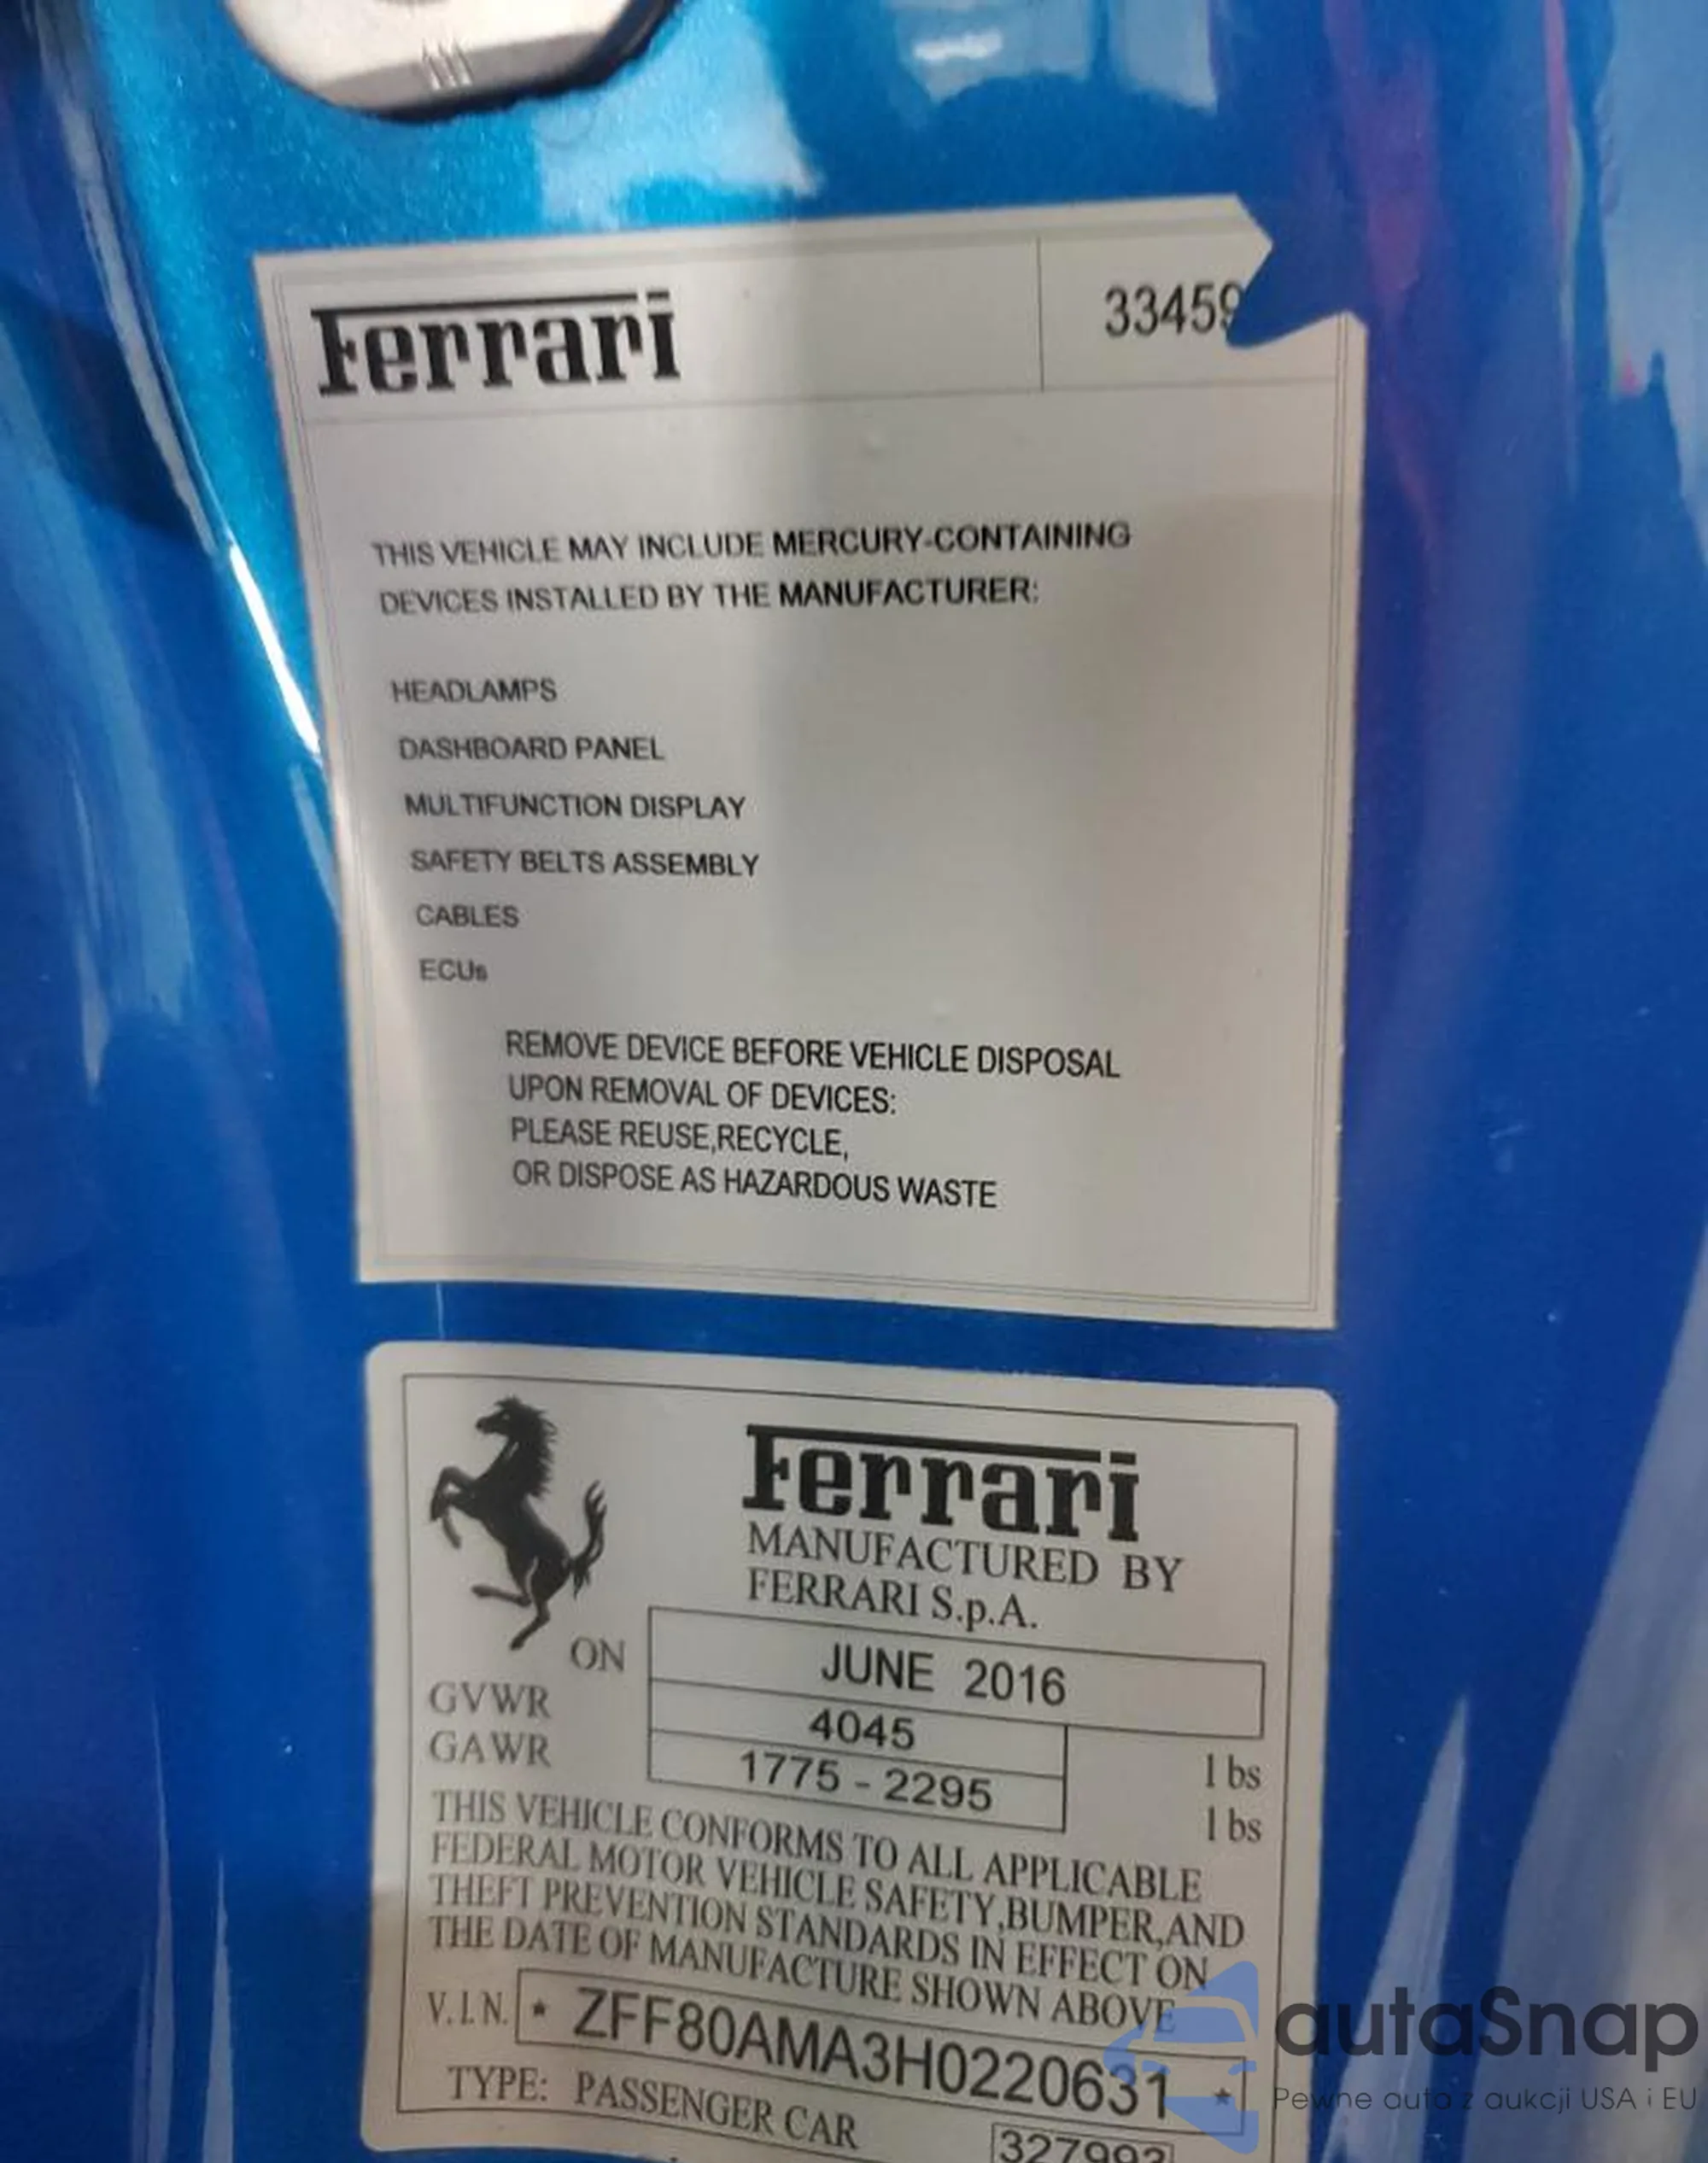 Ferrari
33459
THIS VEHICLE MAY INCLUDE MERCURY-CONTAINING
DEVICES INSTALLED BY THE MANUFACTURER:
HEADLAMPS
DASHBOARD PANEL
MULTIFUNCTION DISPLAY
SAFETY BELTS ASSEMBLY
CABLES
ECUs
REMOVE DEVICE BEFORE VEHICLE DISPOSAL
UPON REMOVAL OF DEVICES:
PLEASE REUSE,RECYCLE,
OR DISPOSE AS HAZARDOUS WASTE
Ferrari
MANUFACTURED BY
FERRARI S.p.A.
ON JUNE 2016
GVWR 4045 lbs
GAWR 1775 - 2295 lbs
THIS VEHICLE CONFORMS TO ALL APPLICABLE
FEDERAL MOTOR VEHICLE SAFETY,BUMPER,AND
THEFT PREVENTION STANDARDS IN EFFECT ON
THE DATE OF MANUFACTURE SHOWN ABOVE
V.I.N. * ZFF80AMA3H0220631 *
TYPE: PASSENGER CAR
327993
autaSnap
Pewne auta z aukcji USA i EU